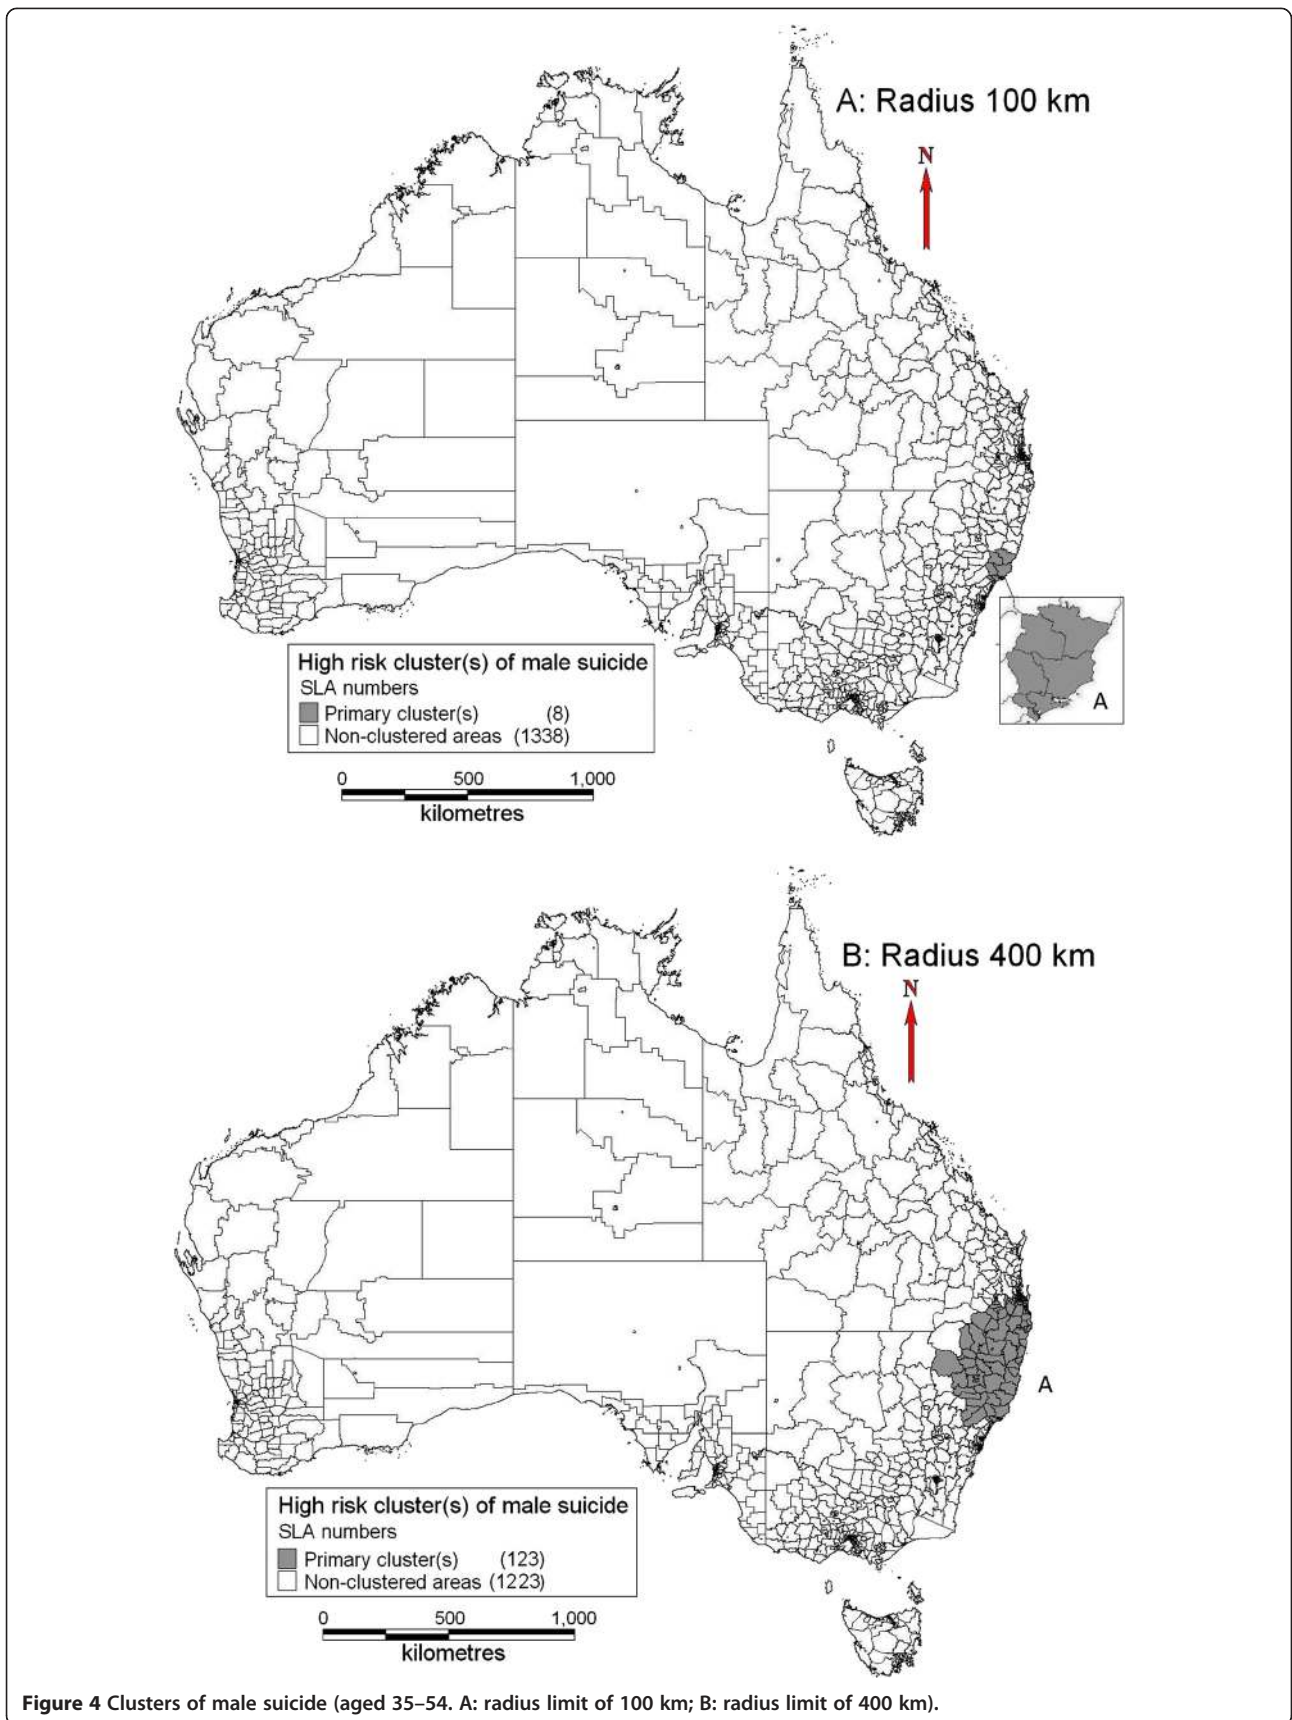 A: Radius 100 km
N
High risk cluster(s) of male suicide
SLA numbers
Primary cluster(s) (8)
Non-clustered areas (1338)
A
0 500 1,000
kilometres
B: Radius 400 km
N
A
High risk cluster(s) of male suicide
SLA numbers
Primary cluster(s) (123)
Non-clustered areas (1223)
0 500 1,000
kilometres
Figure 4 Clusters of male suicide (aged 35–54. A: radius limit of 100 km; B: radius limit of 400 km).